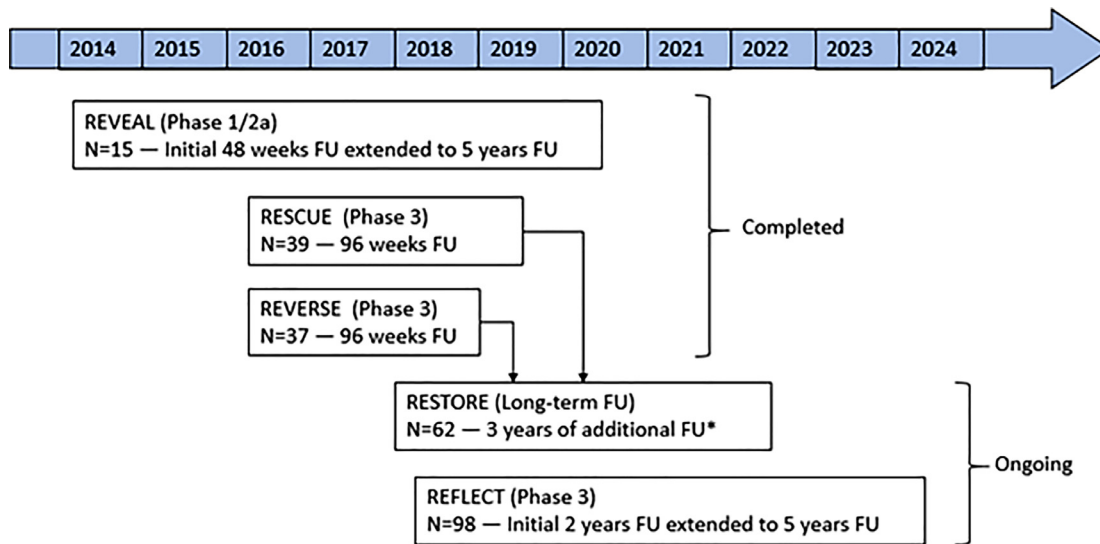 2014 2015 2016 2017 2018 2019 2020 2021 2022 2023 2024
REVEAL (Phase 1/2a)
N=15 — Initial 48 weeks FU extended to 5 years FU
RESCUE (Phase 3)
N=39 — 96 weeks FU
Completed
REVERSE (Phase 3)
N=37 — 96 weeks FU
RESTORE (Long-term FU)
N=62 — 3 years of additional FU*
Ongoing
REFLECT (Phase 3)
N=98 — Initial 2 years FU extended to 5 years FU